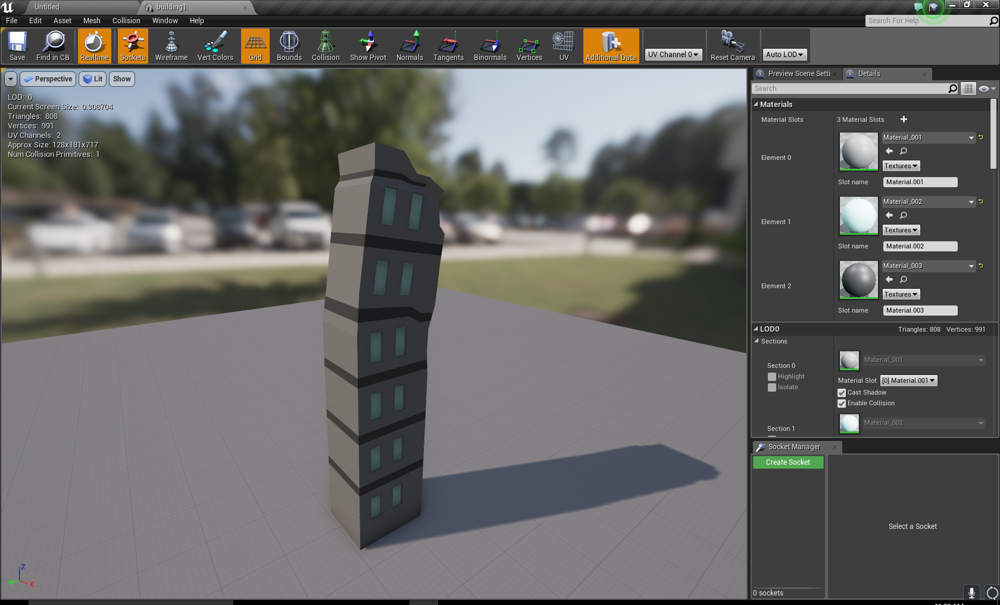 Untitled
building1
File Edit Asset Mesh Collision Window Help
Search For Help
Save Find in CB Realtime Sockets Wireframe Vert Colors Grid Bounds Collision Show Pivot Normals Tangents Binormals Vertices UV Additional Data UV Channel 0 Reset Camera Auto LOD
Perspective Lit Show
LOD: 0
Current Screen Size: 0.308704
Triangles: 808
Vertices: 991
UV Channels: 2
Approx Size: 128x181x717
Num Collision Primitives: 1
Z
X
Preview Scene Setti
Details
Search
Materials
Material Slots 3 Material Slots
Material_001
Element 0
Textures
Slot name Material.001
Material_002
Element 1
Textures
Slot name Material.002
Material_003
Element 2
Textures
Slot name Material.003
LOD0 Triangles: 808 Vertices: 991
Sections
Material_001
Section 0
Highlight
Isolate
Material Slot [0] Material.001
Cast Shadow
Enable Collision
Material_002
Section 1
Socket Manager
Create Socket
Select a Socket
0 sockets